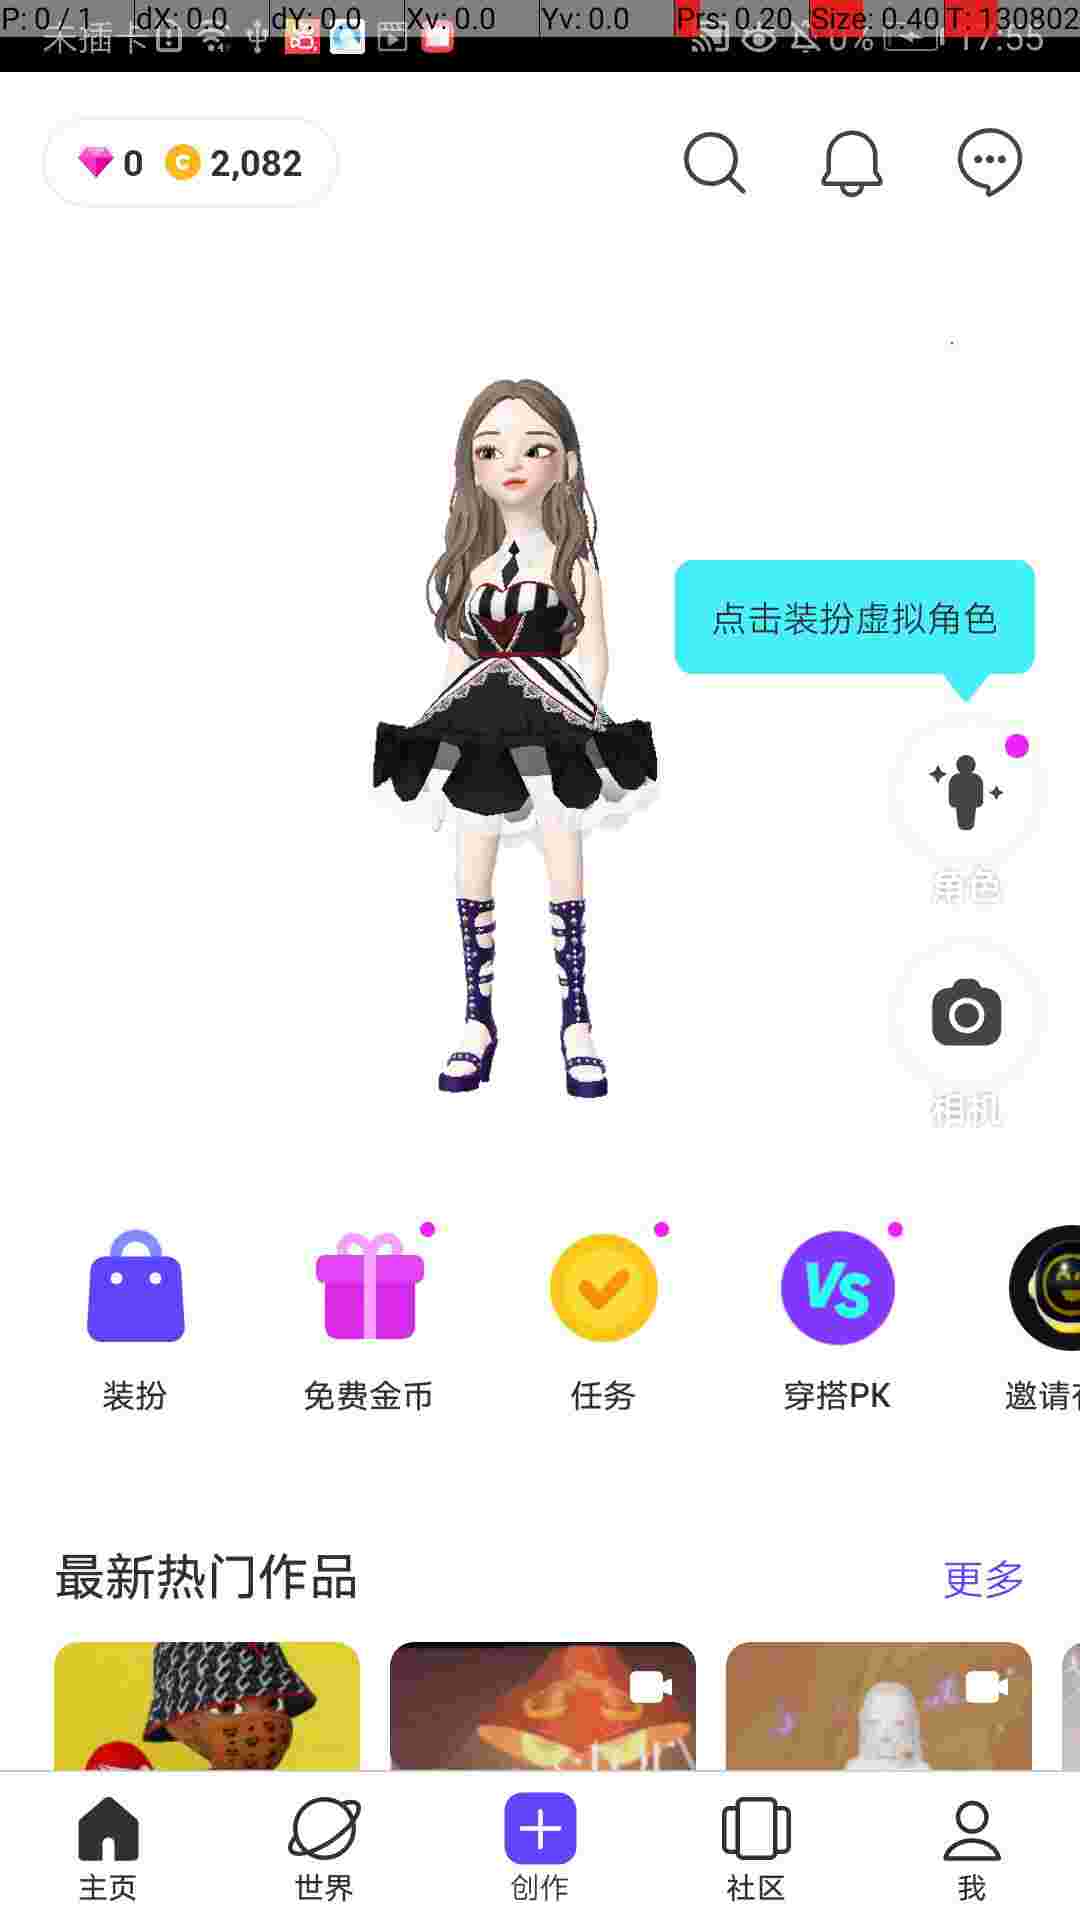 P: 0 / 1 dX: 0.0 dY: 0.0 Xv: 0.0 Yv: 0.0 Prs: 0.20 Size: 0.40 T: 130802
未插卡 0% 17:55
0 2,082
点击装扮虚拟角色
角色
相机
装扮 免费金币 任务 穿搭PK 邀请
最新热门作品 更多
主页 世界 创作 社区 我